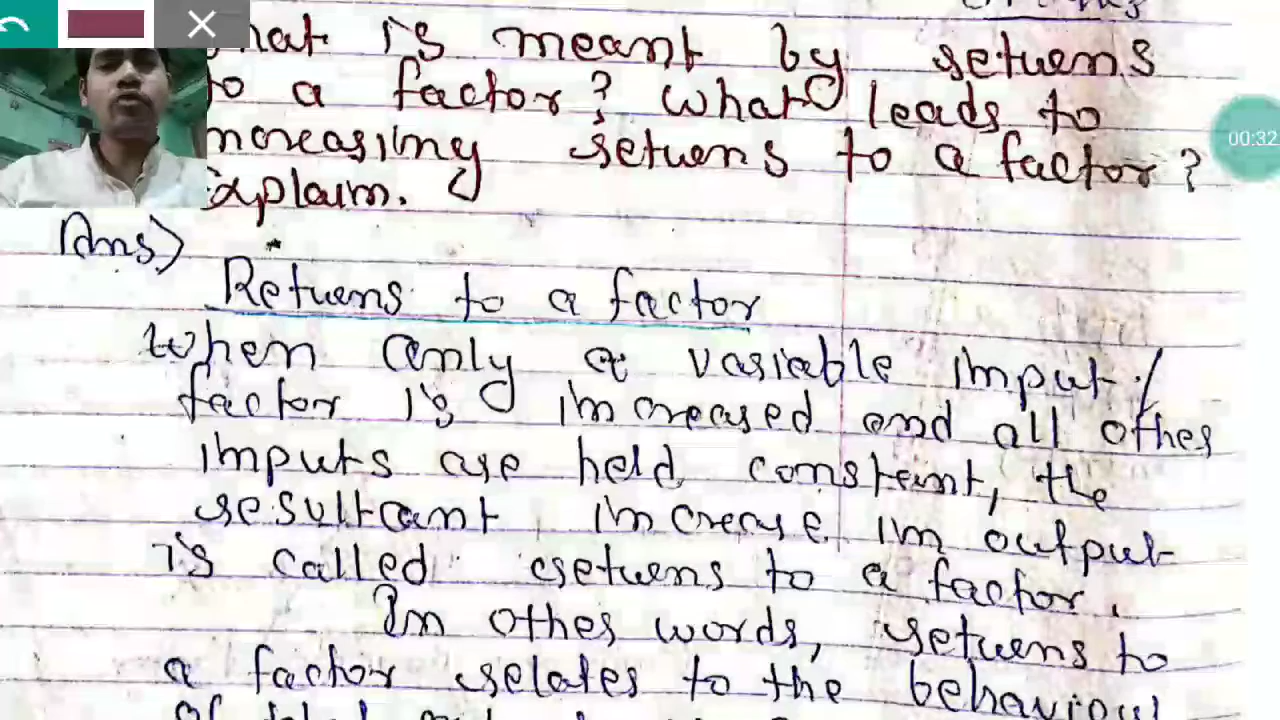 hat is meant by returns
to a factor? What leads to
ncreasing returns to a factor?
Explain.
00:32
Ans)
Returns to a factor
When only a variable input/
factor is increased and all other
inputs are held constant, the
resultant increase in output
is called returns to a factor.
In other words, returns to
a factor relates to the behaviour